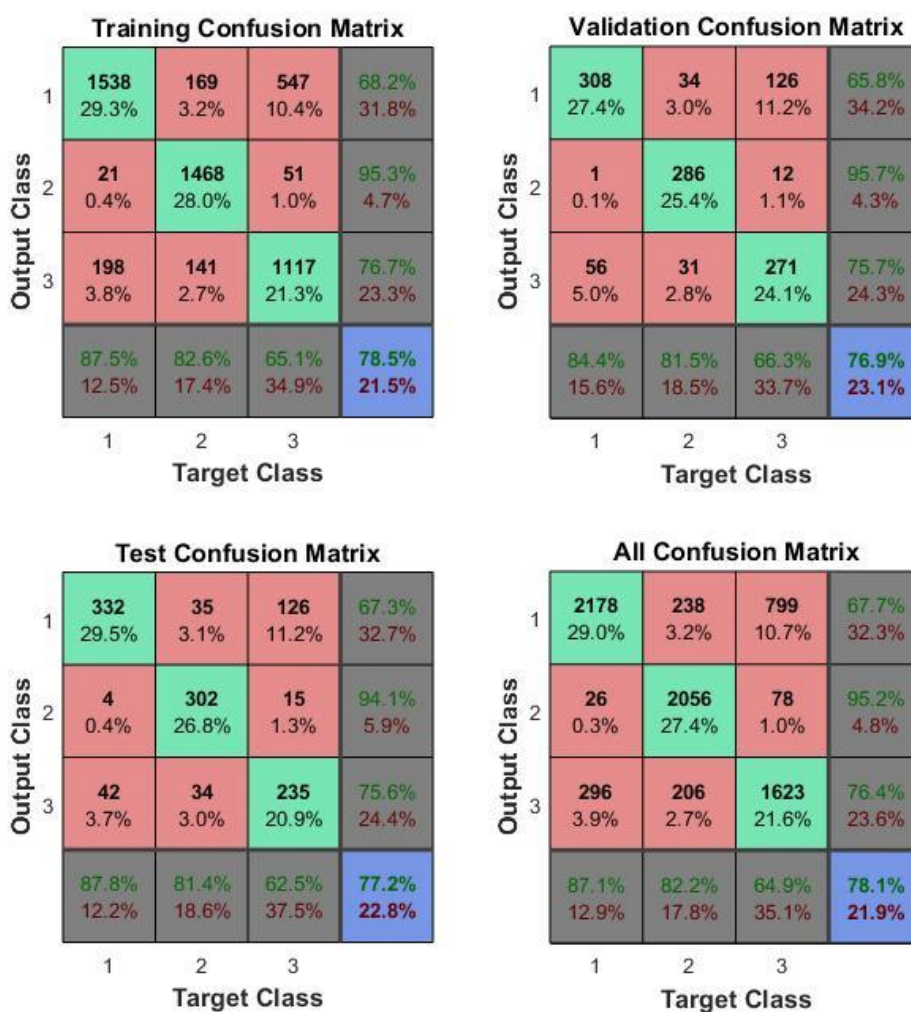 Training Confusion Matrix
1 1538 169 547 68.2%
29.3% 3.2% 10.4% 31.8%
2 21 1468 51 95.3%
0.4% 28.0% 1.0% 4.7%
3 198 141 1117 76.7%
3.8% 2.7% 21.3% 23.3%
87.5% 82.6% 65.1% 78.5%
12.5% 17.4% 34.9% 21.5%
1 2 3
Target Class
Output Class
Validation Confusion Matrix
1 308 34 126 65.8%
27.4% 3.0% 11.2% 34.2%
2 1 286 12 95.7%
0.1% 25.4% 1.1% 4.3%
3 56 31 271 75.7%
5.0% 2.8% 24.1% 24.3%
84.4% 81.5% 66.3% 76.9%
15.6% 18.5% 33.7% 23.1%
1 2 3
Target Class
Output Class
Test Confusion Matrix
1 332 35 126 67.3%
29.5% 3.1% 11.2% 32.7%
2 4 302 15 94.1%
0.4% 26.8% 1.3% 5.9%
3 42 34 235 75.6%
3.7% 3.0% 20.9% 24.4%
87.8% 81.4% 62.5% 77.2%
12.2% 18.6% 37.5% 22.8%
1 2 3
Target Class
Output Class
All Confusion Matrix
1 2178 238 799 67.7%
29.0% 3.2% 10.7% 32.3%
2 26 2056 78 95.2%
0.3% 27.4% 1.0% 4.8%
3 296 206 1623 76.4%
3.9% 2.7% 21.6% 23.6%
87.1% 82.2% 64.9% 78.1%
12.9% 17.8% 35.1% 21.9%
1 2 3
Target Class
Output Class